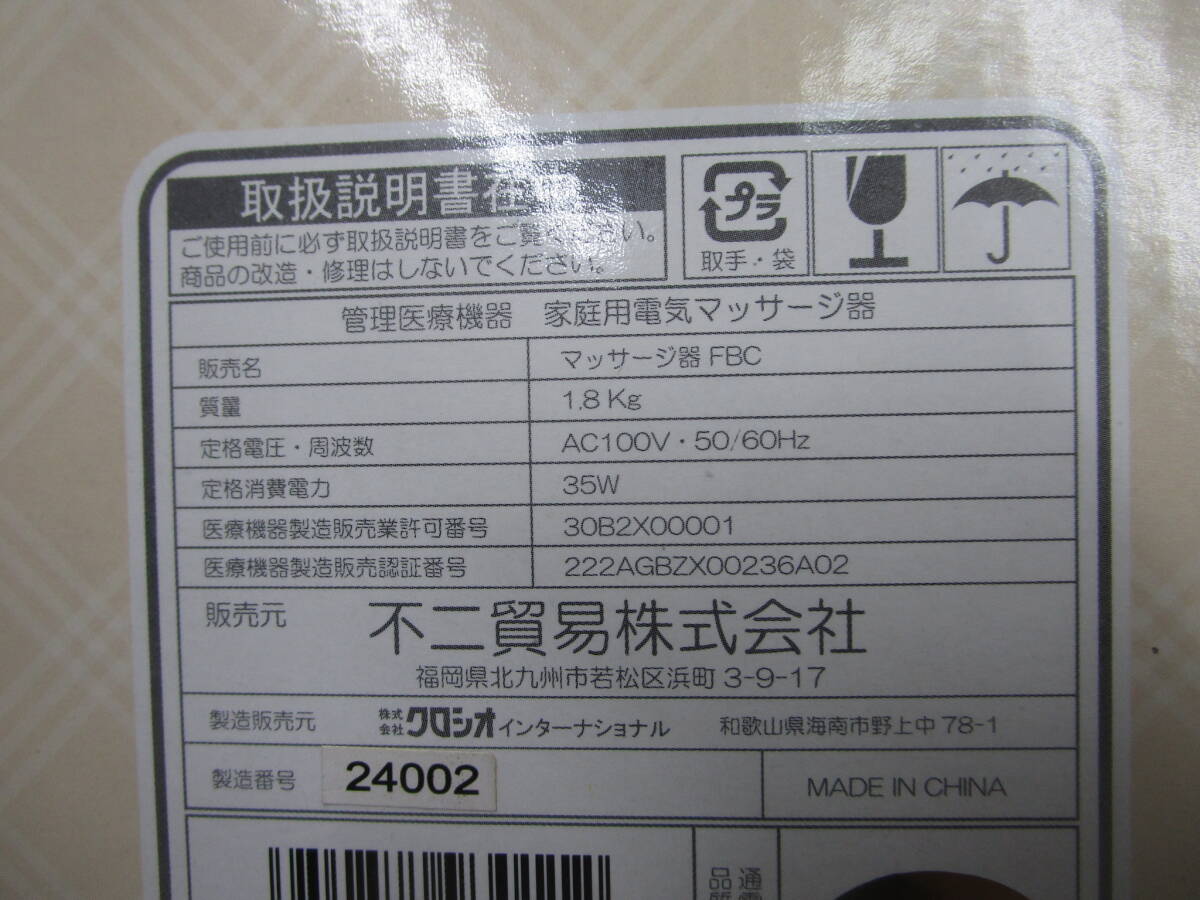 取扱説明書在
ご使用前に必ず取扱説明書をご覧ください。
商品の改造・修理はしないでください。
プラ
取手・袋
管理医療機器 家庭用電気マッサージ器
販売名 マッサージ器 FBC
質量 1.8 Kg
定格電圧・周波数 AC100V・50/60Hz
定格消費電力 35W
医療機器製造販売業許可番号 30B2X00001
医療機器製造販売認証番号 222AGBZX00236A02
販売元 不二貿易株式会社
福岡県北九州市若松区浜町 3-9-17
製造販売元 株式会社クロシオインターナショナル 和歌山県海南市野上中 78-1
製造番号 24002 MADE IN CHINA